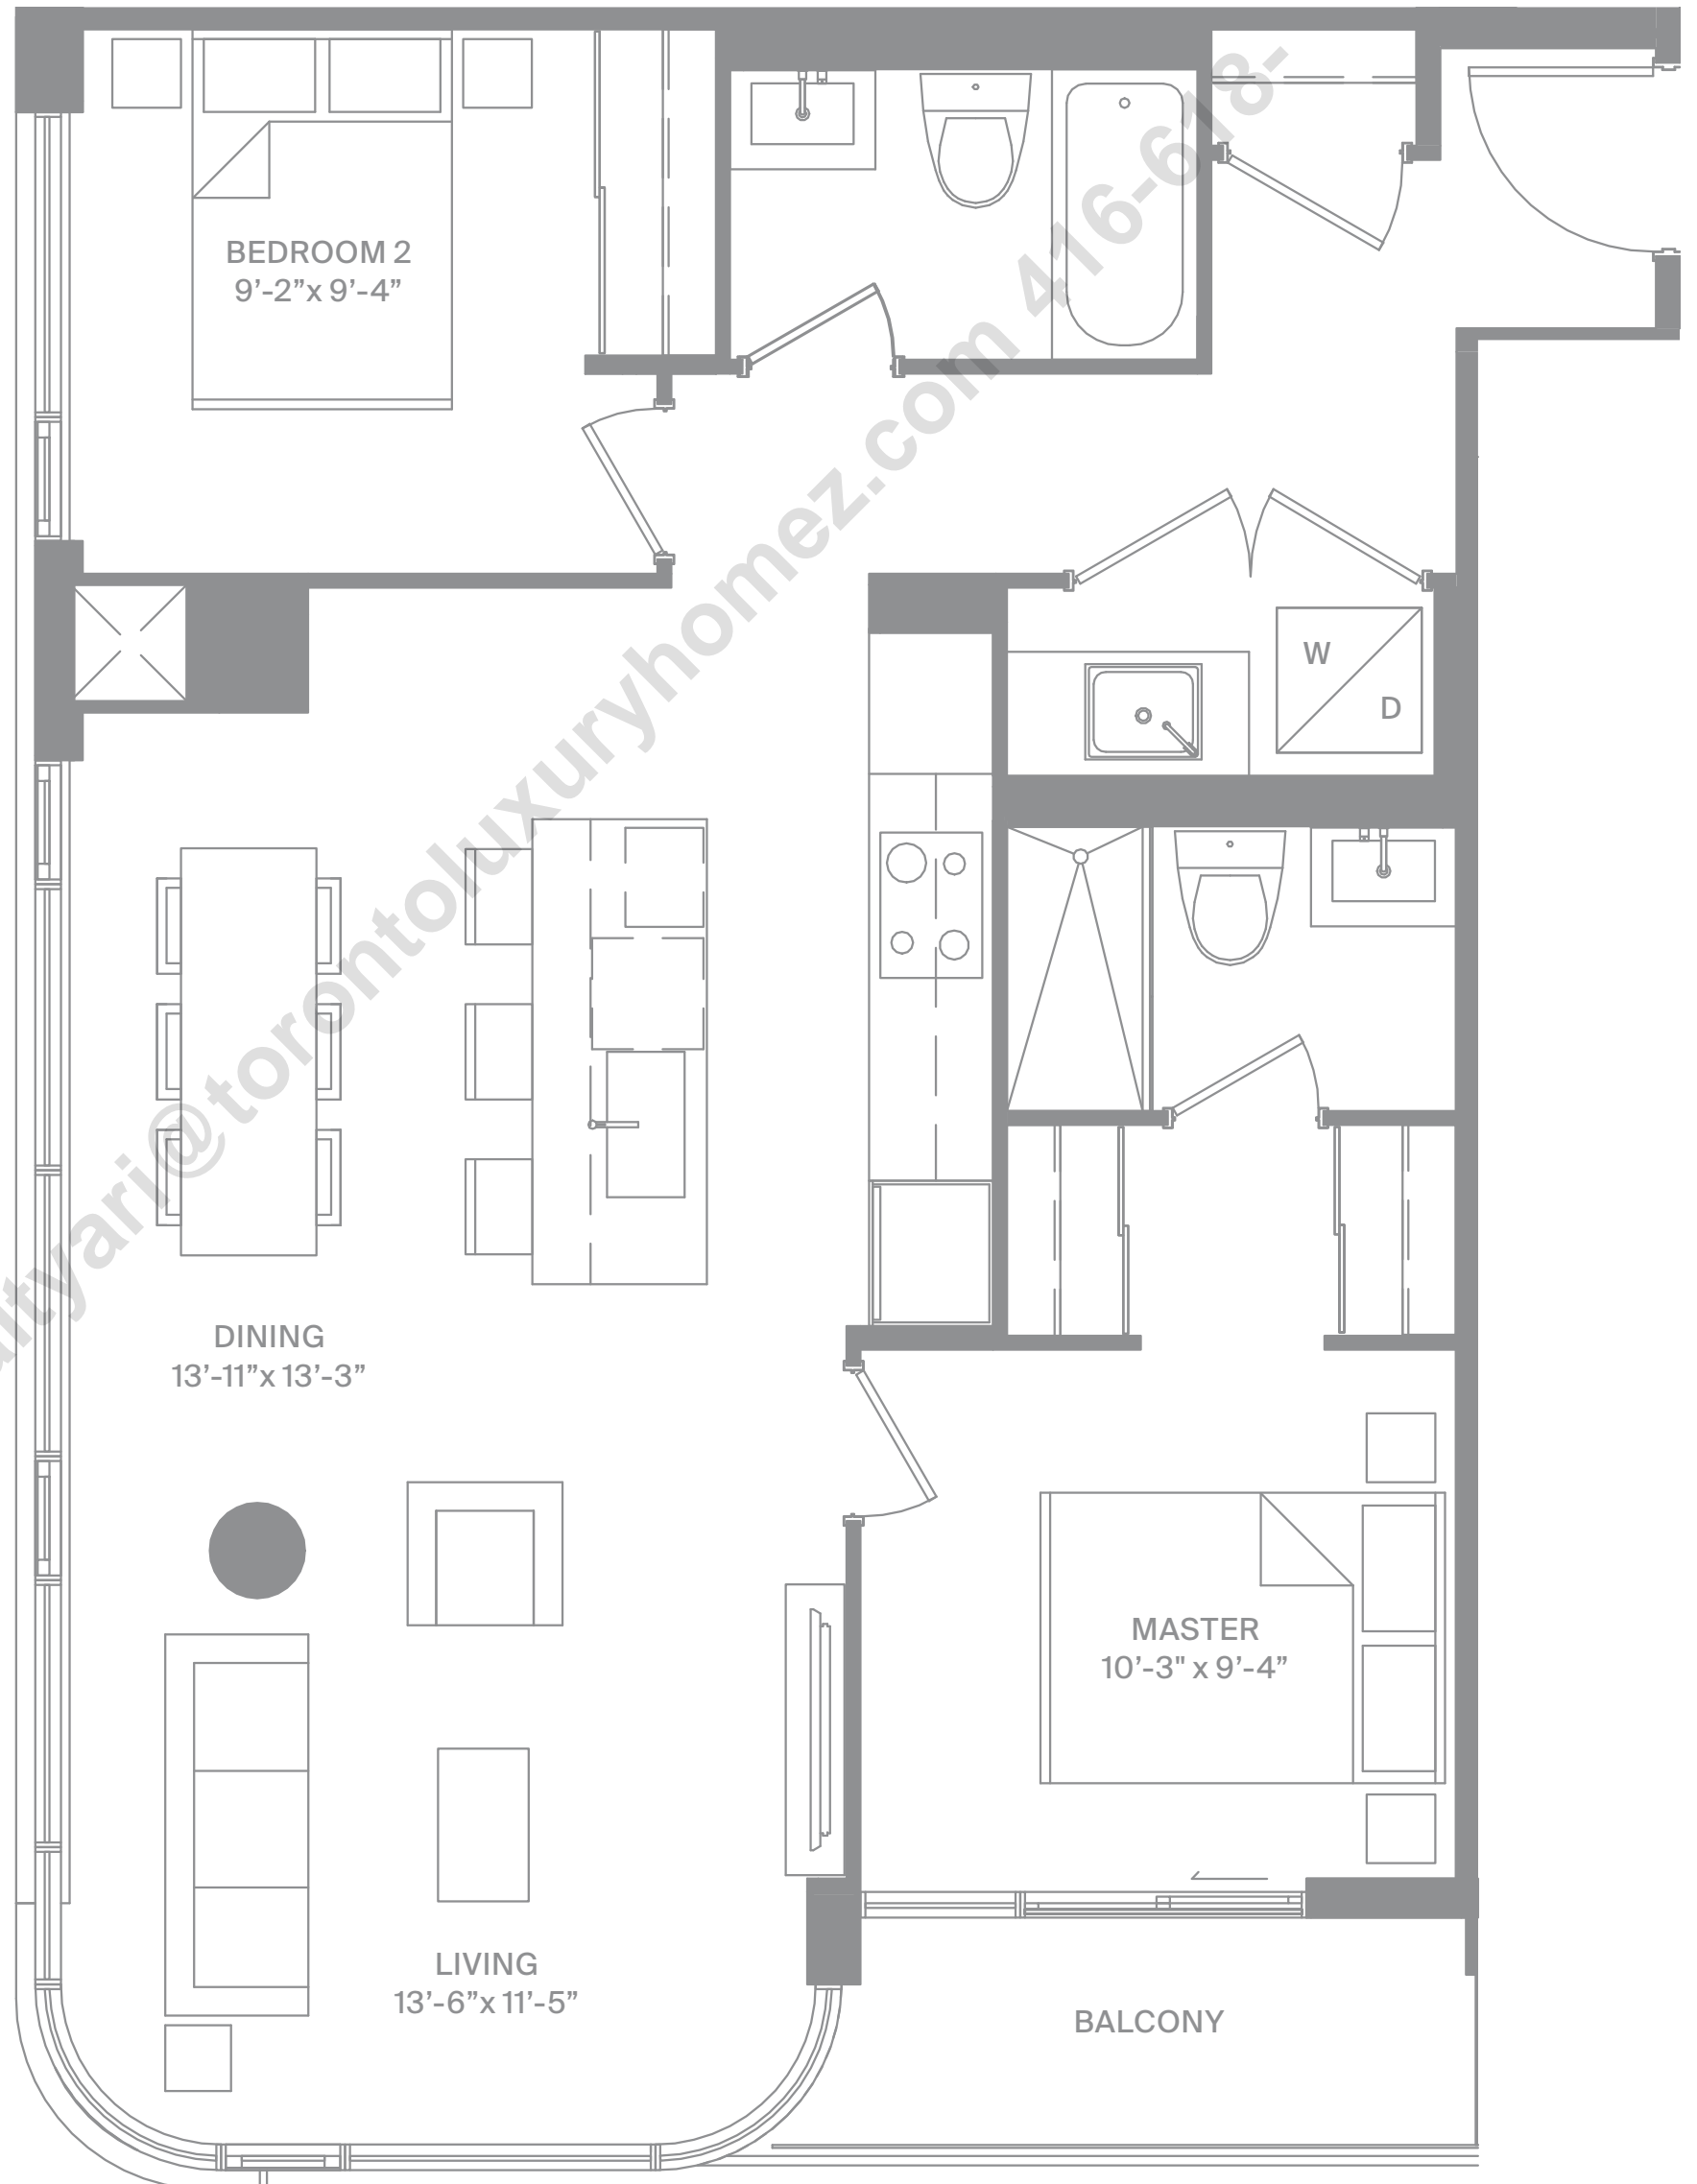 BEDROOM 2
9’-2”x 9’-4”
W
D
DINING
13’-11”x 13’-3”
MASTER
10’-3" x 9’-4”
LIVING
13’-6”x 11’-5”
BALCONY
torontoluxuryhomez.com 416-618-